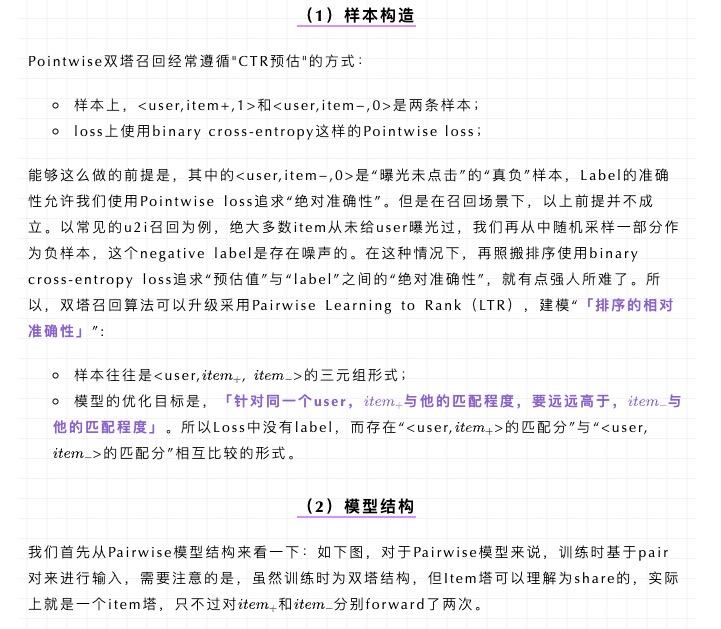 （1）样本构造
Pointwise双塔召回经常遵循"CTR预估"的方式：
样本上，<user,item+,1>和<user,item−,0>是两条样本；
loss上使用binary cross-entropy这样的Pointwise loss；
能够这么做的前提是，其中的<user,item−,0>是“曝光未点击”的“真负”样本，Label的准确
性允许我们使用Pointwise loss追求“绝对准确性”。但是在召回场景下，以上前提并不成
立。以常见的u2i召回为例，绝大多数item从未给user曝光过，我们再从中随机采样一部分作
为负样本，这个negative label是存在噪声的。在这种情况下，再照搬排序使用binary
cross-entropy loss追求“预估值”与“label”之间的“绝对准确性”，就有点强人所难了。所
以，双塔召回算法可以升级采用Pairwise Learning to Rank（LTR），建模“「排序的相对
准确性」”：
样本往往是<user,item₊, item₋>的三元组形式；
模型的优化目标是，「针对同一个user，item₊与他的匹配程度，要远远高于，item₋与
他的匹配程度」。所以Loss中没有label，而存在“<user,item₊>的匹配分”与“<user,
item₋>的匹配分”相互比较的形式。
（2）模型结构
我们首先从Pairwise模型结构来看一下：如下图，对于Pairwise模型来说，训练时基于pair
对来进行输入，需要注意的是，虽然训练时为双塔结构，但Item塔可以理解为share的，实际
上就是一个item塔，只不过对item₊和item₋分别forward了两次。